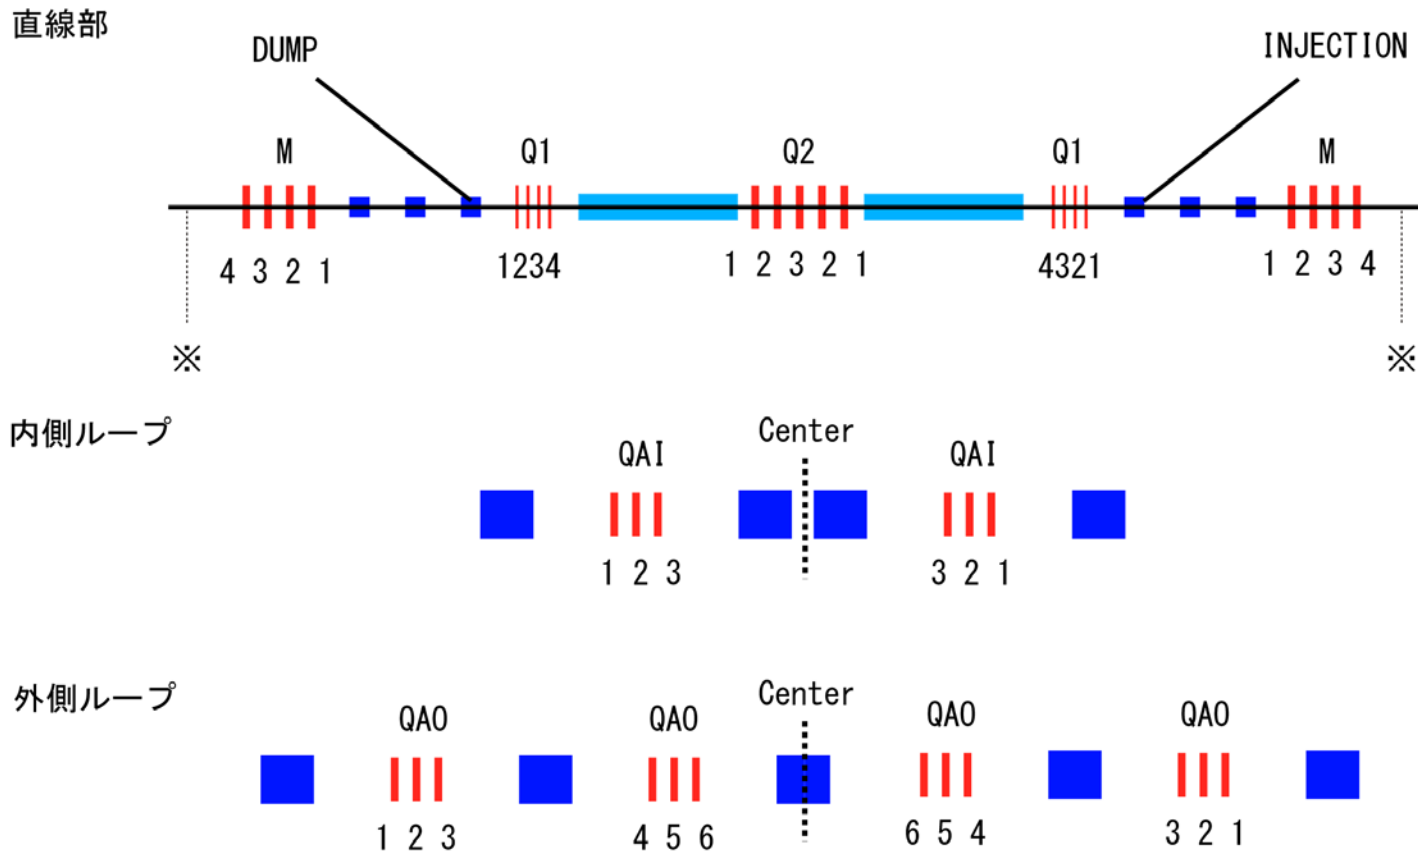 直線部
DUMP
INJECTION
M Q1 Q2 Q1 M
4 3 2 1 1234 1 2 3 2 1 4321 1 2 3 4
※ ※
内側ループ
Center
QAI QAI
1 2 3 3 2 1
外側ループ
Center
QAO QAO QAO QAO
1 2 3 4 5 6 6 5 4 3 2 1